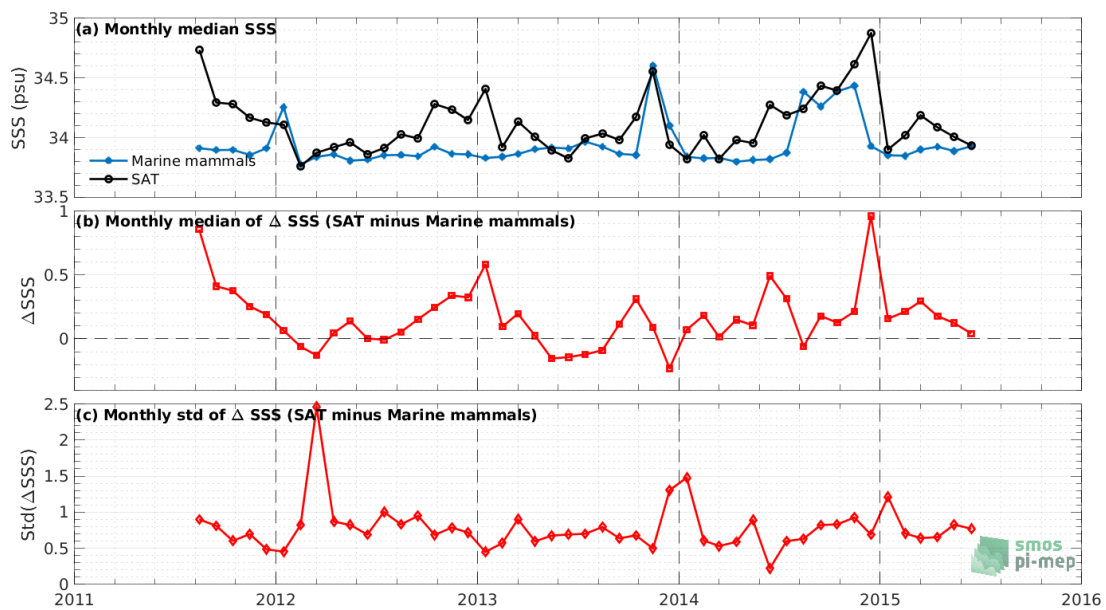 (a) Monthly median SSS
35
34.5
34
33.5
SSS (psu)
Marine mammals
SAT
(b) Monthly median of Δ SSS (SAT minus Marine mammals)
1
0.5
0
ΔSSS
(c) Monthly std of Δ SSS (SAT minus Marine mammals)
2.5
2
1.5
1
0.5
0
Std(ΔSSS)
2011 2012 2013 2014 2015 2016
smos
pi-mep